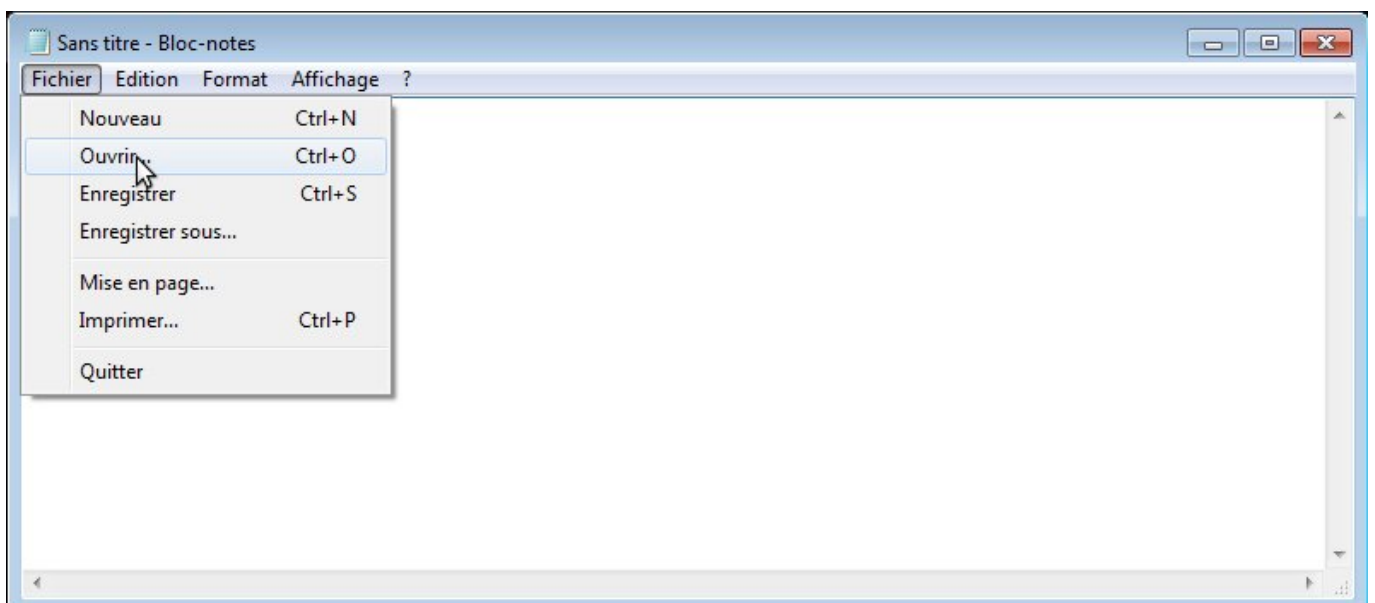 Sans titre - Bloc-notes
Fichier Edition Format Affichage ?
Nouveau Ctrl+N
Ouvrir... Ctrl+O
Enregistrer Ctrl+S
Enregistrer sous...
Mise en page...
Imprimer... Ctrl+P
Quitter